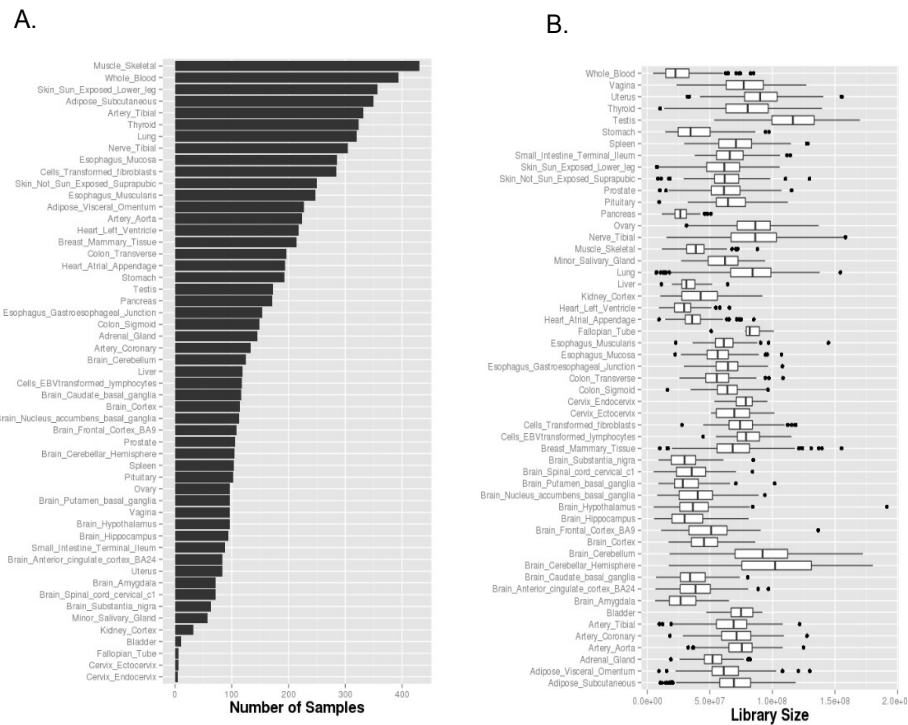 A.
Muscle_Skeletal
Whole_Blood
Skin_Sun_Exposed_Lower_leg
Adipose_Subcutaneous
Artery_Tibial
Thyroid
Lung
Nerve_Tibial
Esophagus_Mucosa
Cells_Transformed_fibroblasts
Skin_Not_Sun_Exposed_Suprapubic
Esophagus_Muscularis
Adipose_Visceral_Omentum
Artery_Aorta
Heart_Left_Ventricle
Breast_Mammary_Tissue
Colon_Transverse
Heart_Atrial_Appendage
Stomach
Testis
Pancreas
Esophagus_Gastroesophageal_Junction
Colon_Sigmoid
Adrenal_Gland
Artery_Coronary
Brain_Cerebellum
Liver
Cells_EBVtransformed_lymphocytes
Brain_Caudate_basal_ganglia
Brain_Cortex
Brain_Nucleus_accumbens_basal_ganglia
Brain_Frontal_Cortex_BA9
Prostate
Brain_Cerebellar_Hemisphere
Spleen
Pituitary
Ovary
Brain_Putamen_basal_ganglia
Vagina
Brain_Hypothalamus
Brain_Hippocampus
Small_Intestine_Terminal_Ileum
Brain_Anterior_cingulate_cortex_BA24
Uterus
Brain_Amygdala
Brain_Spinal_cord_cervical_c1
Brain_Substantia_nigra
Minor_Salivary_Gland
Kidney_Cortex
Bladder
Fallopian_Tube
Cervix_Ectocervix
Cervix_Endocervix
0 100 200 300 400
Number of Samples
B.
Whole_Blood
Vagina
Uterus
Thyroid
Testis
Stomach
Spleen
Small_Intestine_Terminal_Ileum
Skin_Sun_Exposed_Lower_leg
Skin_Not_Sun_Exposed_Suprapubic
Prostate
Pituitary
Pancreas
Ovary
Nerve_Tibial
Muscle_Skeletal
Minor_Salivary_Gland
Lung
Liver
Kidney_Cortex
Heart_Left_Ventricle
Heart_Atrial_Appendage
Fallopian_Tube
Esophagus_Muscularis
Esophagus_Mucosa
Esophagus_Gastroesophageal_Junction
Colon_Transverse
Colon_Sigmoid
Cervix_Endocervix
Cervix_Ectocervix
Cells_Transformed_fibroblasts
Cells_EBVtransformed_lymphocytes
Breast_Mammary_Tissue
Brain_Substantia_nigra
Brain_Spinal_cord_cervical_c1
Brain_Putamen_basal_ganglia
Brain_Nucleus_accumbens_basal_ganglia
Brain_Hypothalamus
Brain_Hippocampus
Brain_Frontal_Cortex_BA9
Brain_Cortex
Brain_Cerebellum
Brain_Cerebellar_Hemisphere
Brain_Caudate_basal_ganglia
Brain_Anterior_cingulate_cortex_BA24
Brain_Amygdala
Bladder
Artery_Tibial
Artery_Coronary
Artery_Aorta
Adrenal_Gland
Adipose_Visceral_Omentum
Adipose_Subcutaneous
0.0e+00 5.0e+07 1.0e+08 1.5e+08
Library Size